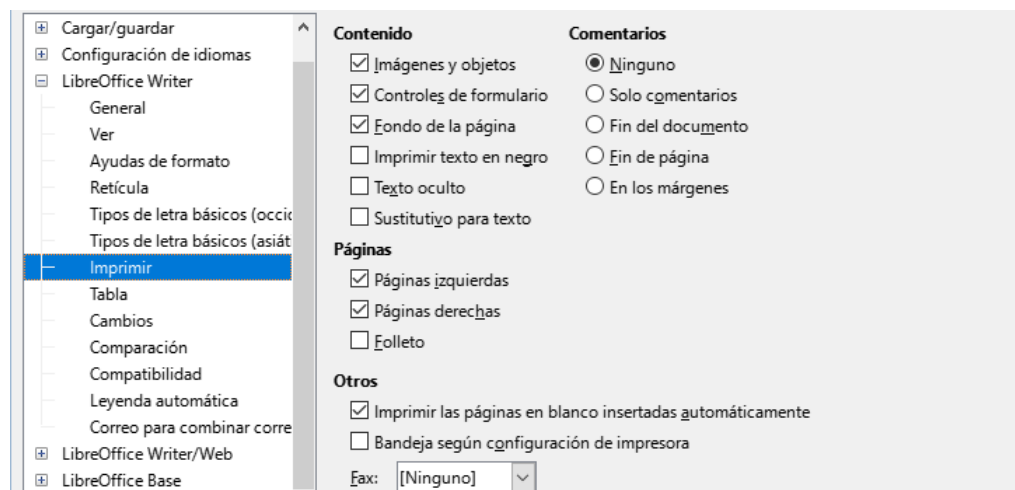 Cargar/guardar
Configuración de idiomas
LibreOffice Writer
General
Ver
Ayudas de formato
Retícula
Tipos de letra básicos (occic
Tipos de letra básicos (asiát
Imprimir
Tabla
Cambios
Comparación
Compatibilidad
Leyenda automática
Correo para combinar corre
LibreOffice Writer/Web
LibreOffice Base
Contenido
Imágenes y objetos
Controles de formulario
Fondo de la página
Imprimir texto en negro
Texto oculto
Sustitutivo para texto
Comentarios
Ninguno
Solo comentarios
Fin del documento
Fin de página
En los márgenes
Páginas
Páginas izquierdas
Páginas derechas
Folleto
Otros
Imprimir las páginas en blanco insertadas automáticamente
Bandeja según configuración de impresora
Fax: [Ninguno]